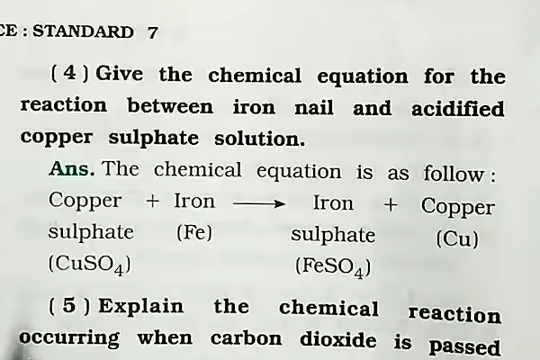 CE : STANDARD 7
( 4 ) Give the chemical equation for the
reaction between iron nail and acidified
copper sulphate solution.
Ans. The chemical equation is as follow :
Copper + Iron ⟶ Iron + Copper
sulphate (Fe) sulphate (Cu)
(CuSO₄) (FeSO₄)
( 5 ) Explain the chemical reaction
occurring when carbon dioxide is passed